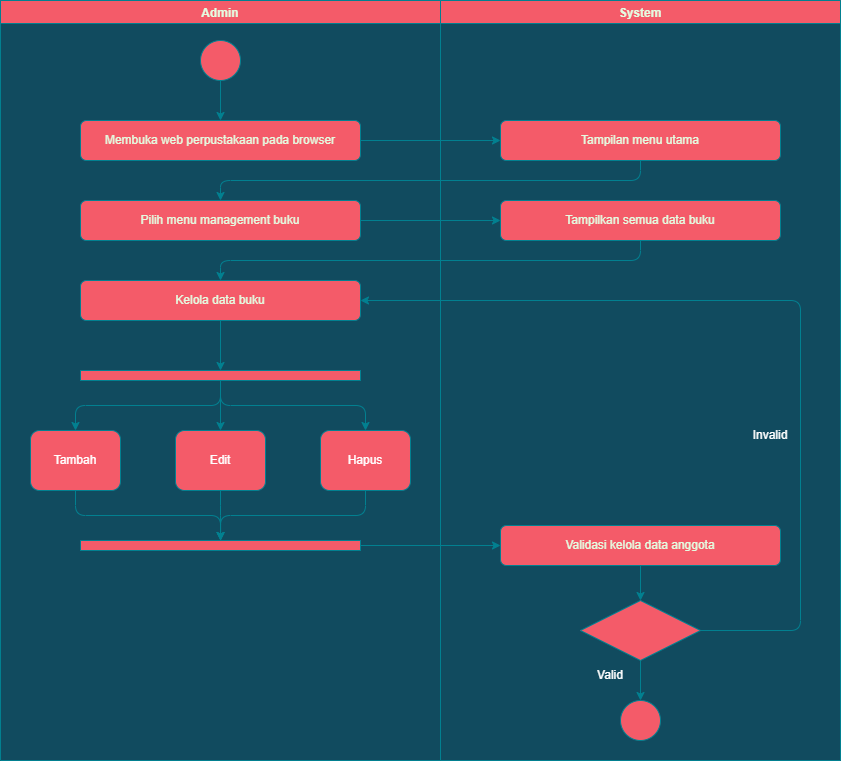 Admin
System
Membuka web perpustakaan pada browser
Tampilan menu utama
Pilih menu management buku
Tampilkan semua data buku
Kelola data buku
Invalid
Tambah
Edit
Hapus
Validasi kelola data anggota
Valid